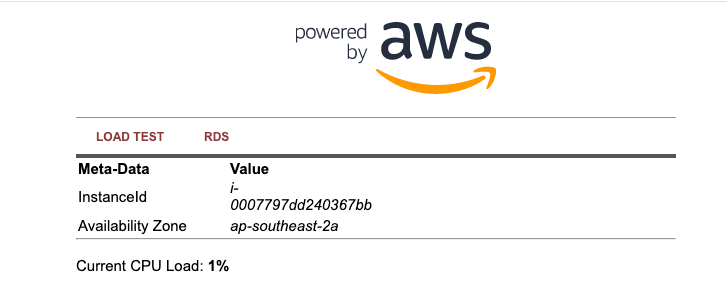 powered
by
aws
LOAD TEST RDS
Meta-Data Value
InstanceId i-
0007797dd240367bb
Availability Zone ap-southeast-2a
Current CPU Load: 1%